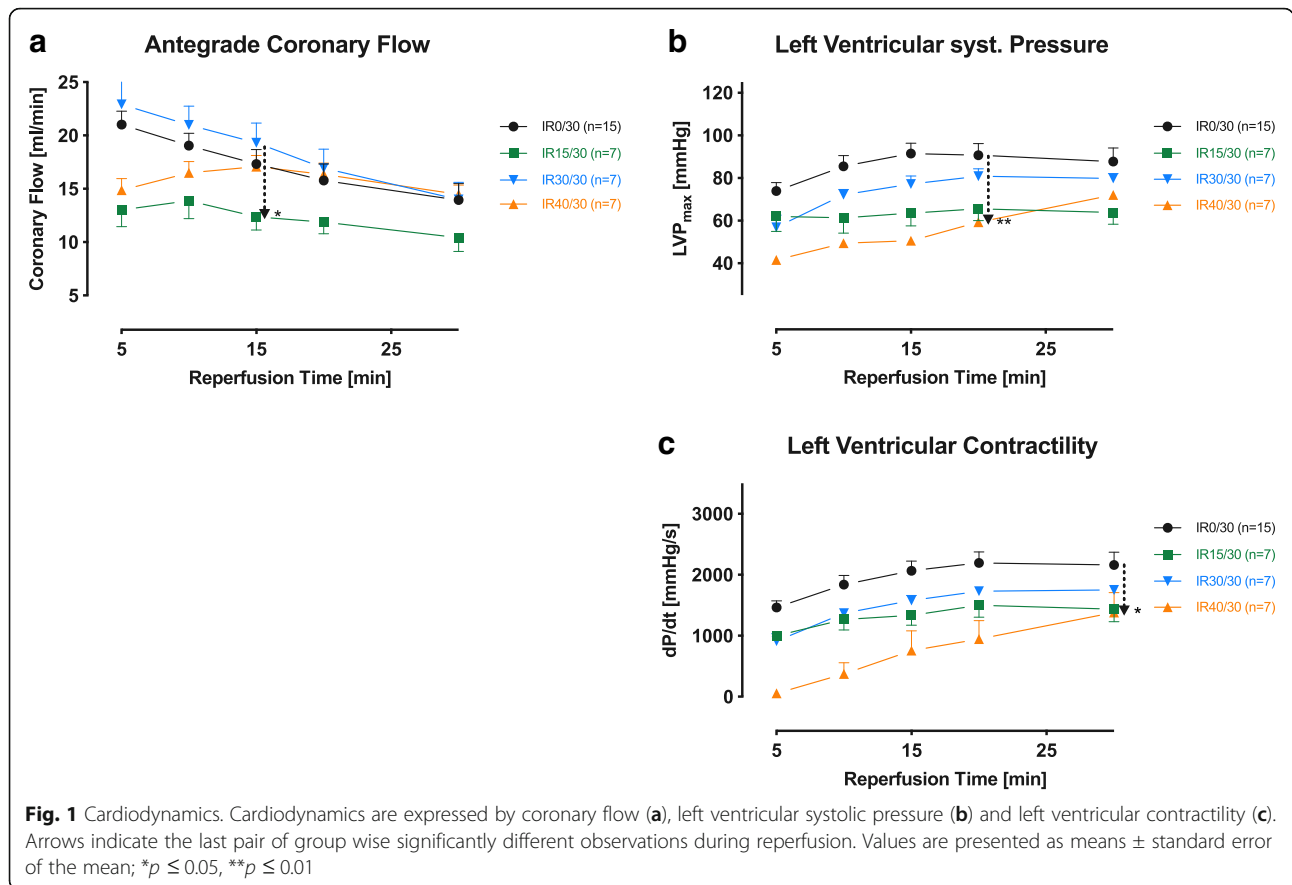 a
Antegrade Coronary Flow
Coronary Flow [ml/min]
25
20
15
10
5
*
5
15
25
Reperfusion Time [min]
IR0/30 (n=15)
IR15/30 (n=7)
IR30/30 (n=7)
IR40/30 (n=7)
b
Left Ventricular syst. Pressure
LVPmax [mmHg]
120
100
80
60
40
**
5
15
25
Reperfusion Time [min]
IR0/30 (n=15)
IR15/30 (n=7)
IR30/30 (n=7)
IR40/30 (n=7)
c
Left Ventricular Contractility
dP/dt [mmHg/s]
3000
2000
1000
0
*
5
15
25
Reperfusion Time [min]
IR0/30 (n=15)
IR15/30 (n=7)
IR30/30 (n=7)
IR40/30 (n=7)
Fig. 1 Cardiodynamics. Cardiodynamics are expressed by coronary flow (a), left ventricular systolic pressure (b) and left ventricular contractility (c).
Arrows indicate the last pair of group wise significantly different observations during reperfusion. Values are presented as means ± standard error
of the mean; *p ≤ 0.05, **p ≤ 0.01